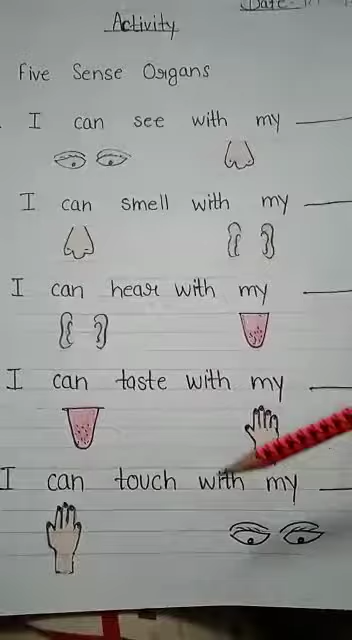 Date
Activity
Five Sense Organs
I can see with my
I can smell with my
I can hear with my
I can taste with my
I can touch with my